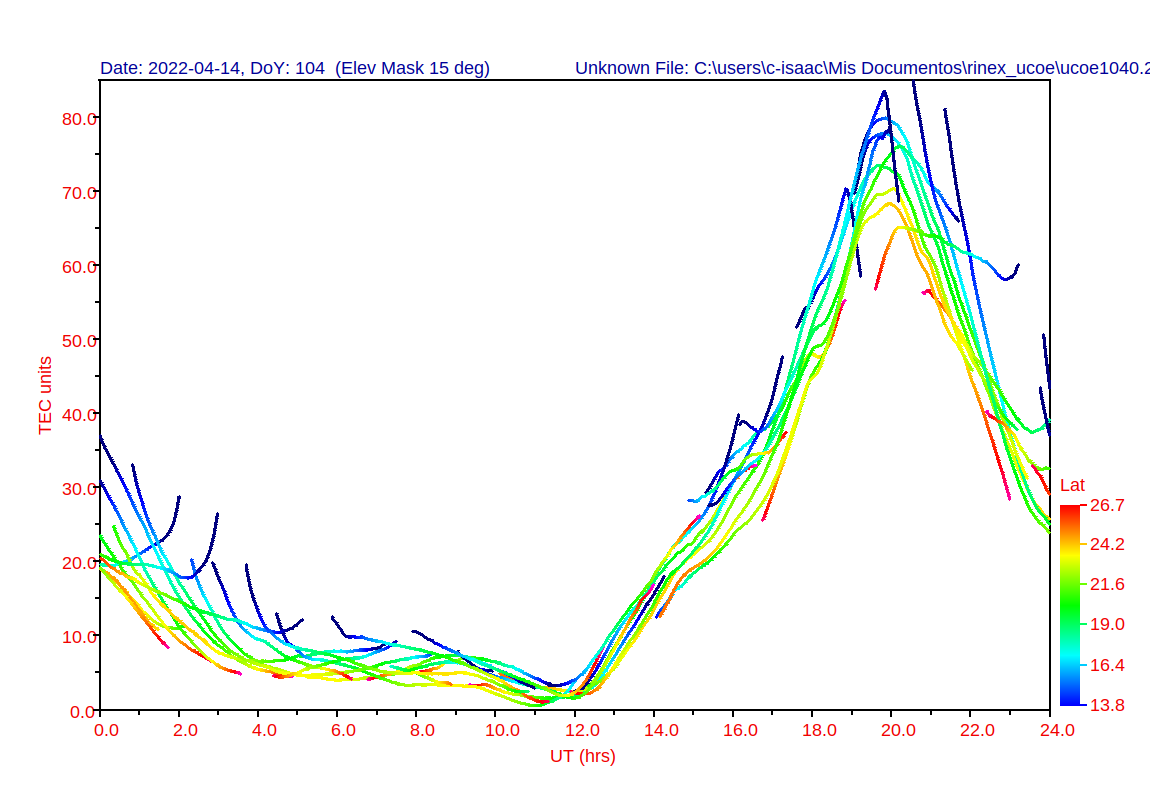 Date: 2022-04-14, DoY: 104  (Elev Mask 15 deg)
Unknown File: C:\users\c-isaac\Mis Documentos\rinex_ucoe\ucoe1040.2
80.0
70.0
60.0
50.0
40.0
30.0
20.0
10.0
0.0
TEC units
0.0 2.0 4.0 6.0 8.0 10.0 12.0 14.0 16.0 18.0 20.0 22.0 24.0
UT (hrs)
Lat
26.7
24.2
21.6
19.0
16.4
13.8